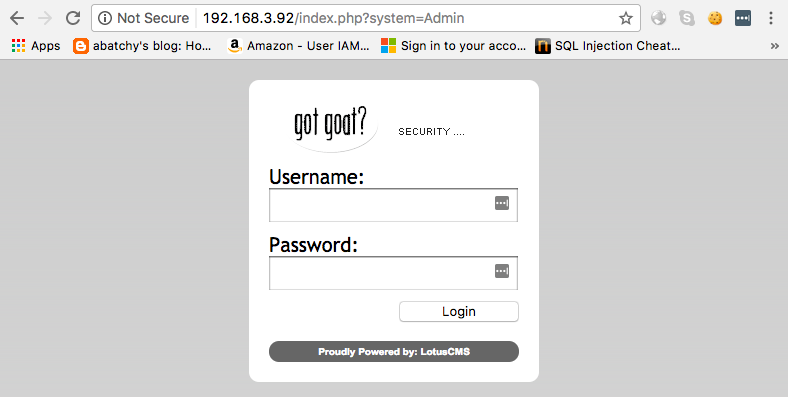 Not Secure 192.168.3.92/index.php?system=Admin
Apps abatchy's blog: Ho... Amazon - User IAM... Sign in to your acco... SQL Injection Cheat... »
got goat? SECURITY ....
Username:
Password:
Login
Proudly Powered by: LotusCMS